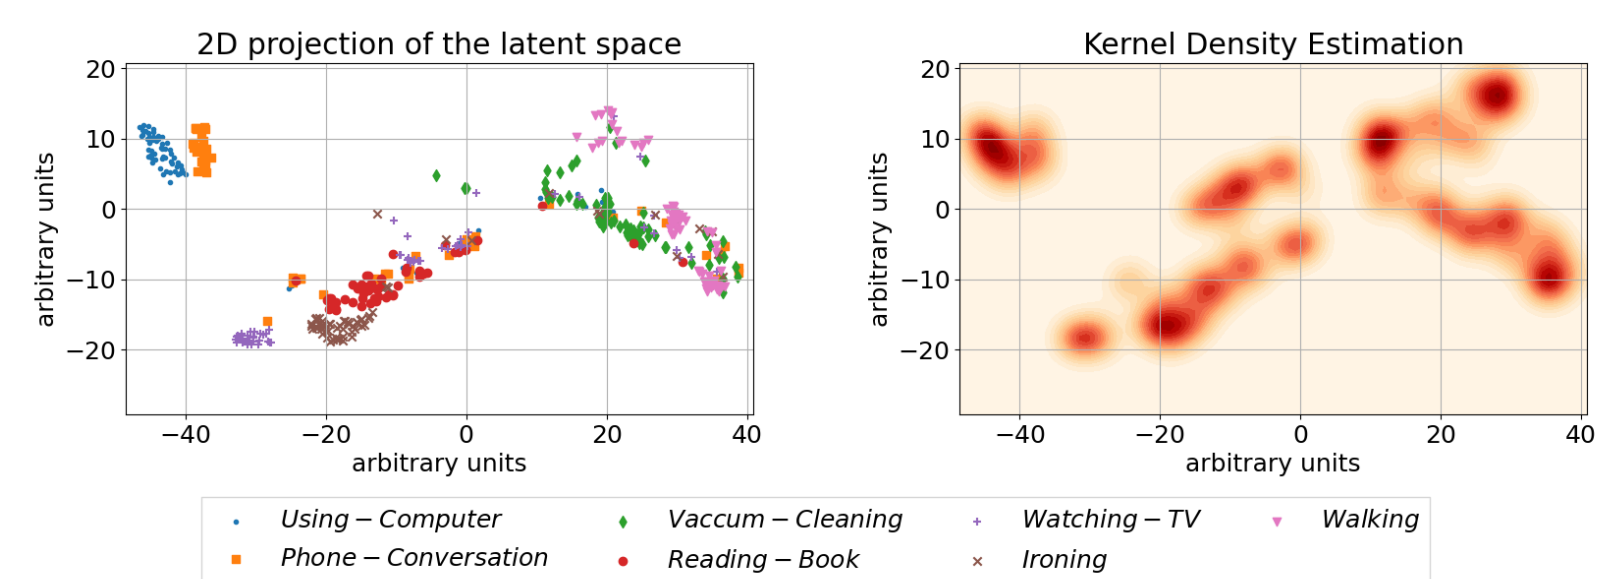 2D projection of the latent space
20
10
0
−10
−20
arbitrary units
−40 −20 0 20 40
arbitrary units
Kernel Density Estimation
20
10
0
−10
−20
arbitrary units
−40 −20 0 20 40
arbitrary units
Using − Computer Vaccum − Cleaning Watching − TV Walking
Phone − Conversation Reading − Book Ironing